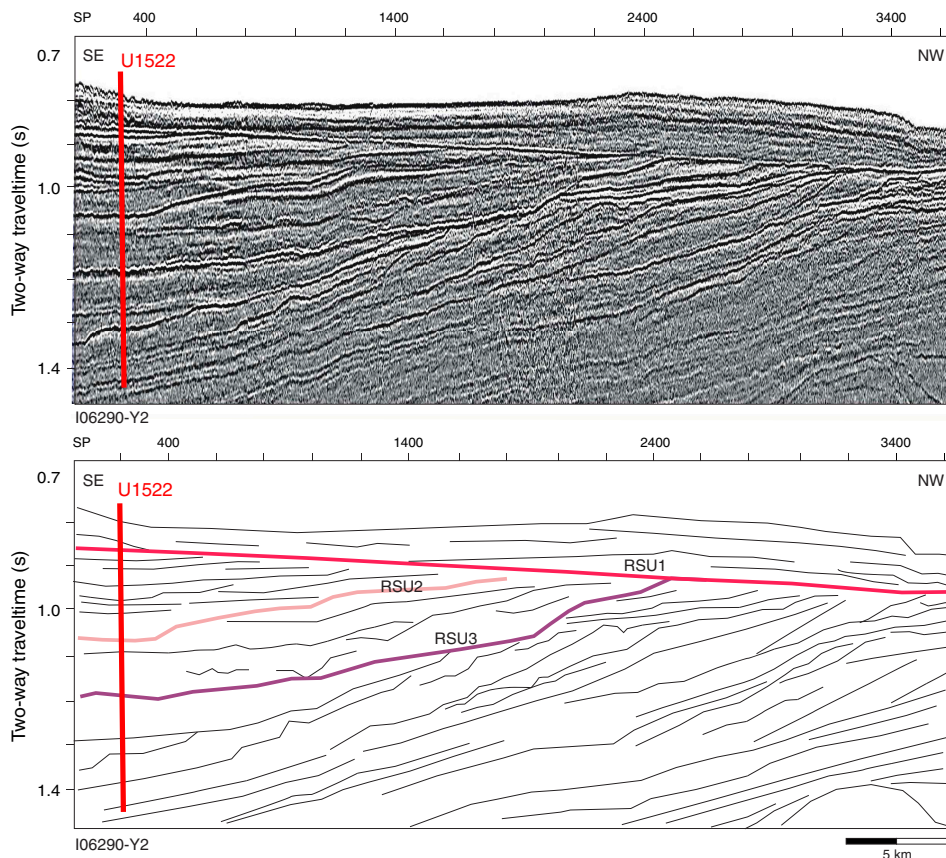 SP 400 1400 2400 3400
0.7 SE U1522 NW
1.0
1.4
Two-way traveltime (s)
I06290-Y2
SP 400 1400 2400 3400
0.7 SE U1522 NW
RSU1
RSU2
1.0
RSU3
1.4
Two-way traveltime (s)
I06290-Y2
5 km